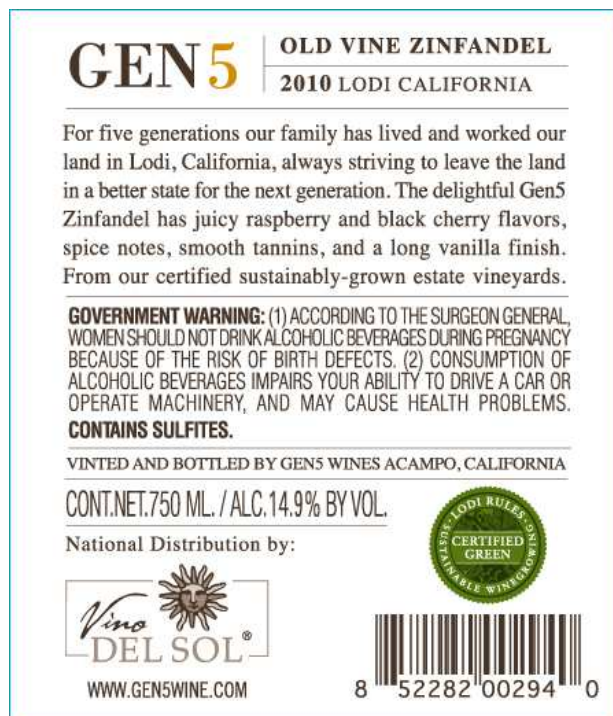 GEN5
OLD VINE ZINFANDEL
2010 LODI CALIFORNIA
For five generations our family has lived and worked our
land in Lodi, California, always striving to leave the land
in a better state for the next generation. The delightful Gen5
Zinfandel has juicy raspberry and black cherry flavors,
spice notes, smooth tannins, and a long vanilla finish.
From our certified sustainably-grown estate vineyards.
GOVERNMENT WARNING: (1) ACCORDING TO THE SURGEON GENERAL,
WOMEN SHOULD NOT DRINK ALCOHOLIC BEVERAGES DURING PREGNANCY
BECAUSE OF THE RISK OF BIRTH DEFECTS. (2) CONSUMPTION OF
ALCOHOLIC BEVERAGES IMPAIRS YOUR ABILITY TO DRIVE A CAR OR
OPERATE MACHINERY, AND MAY CAUSE HEALTH PROBLEMS.
CONTAINS SULFITES.
VINTED AND BOTTLED BY GEN5 WINES ACAMPO, CALIFORNIA
CONT.NET.750 ML. / ALC.14.9% BY VOL.
National Distribution by:
Vino
DEL SOL®
WWW.GEN5WINE.COM
LODI RULES
CERTIFIED
GREEN
SUSTAINABLE WINEGROWING
8 52282 00294 0